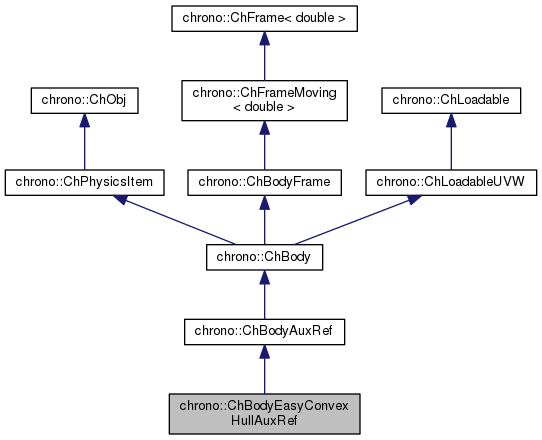 chrono::ChFrame< double >
chrono::ChObj
chrono::ChFrameMoving
< double >
chrono::ChLoadable
chrono::ChPhysicsItem
chrono::ChBodyFrame
chrono::ChLoadableUVW
chrono::ChBody
chrono::ChBodyAuxRef
chrono::ChBodyEasyConvex
HullAuxRef